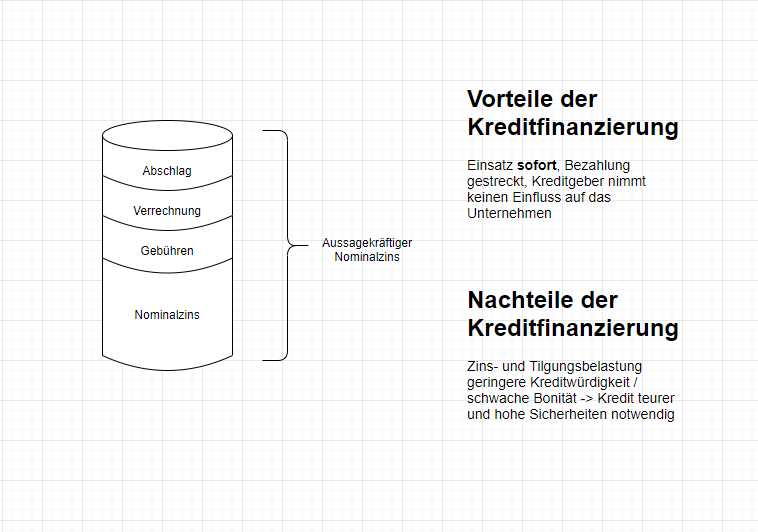 Abschlag
Verrechnung
Gebühren
Nominalzins
Aussagekräftiger
Nominalzins
Vorteile der
Kreditfinanzierung
Einsatz sofort, Bezahlung
gestreckt, Kreditgeber nimmt
keinen Einfluss auf das
Unternehmen
Nachteile der
Kreditfinanzierung
Zins- und Tilgungsbelastung
geringere Kreditwürdigkeit /
schwache Bonität -> Kredit teurer
und hohe Sicherheiten notwendig